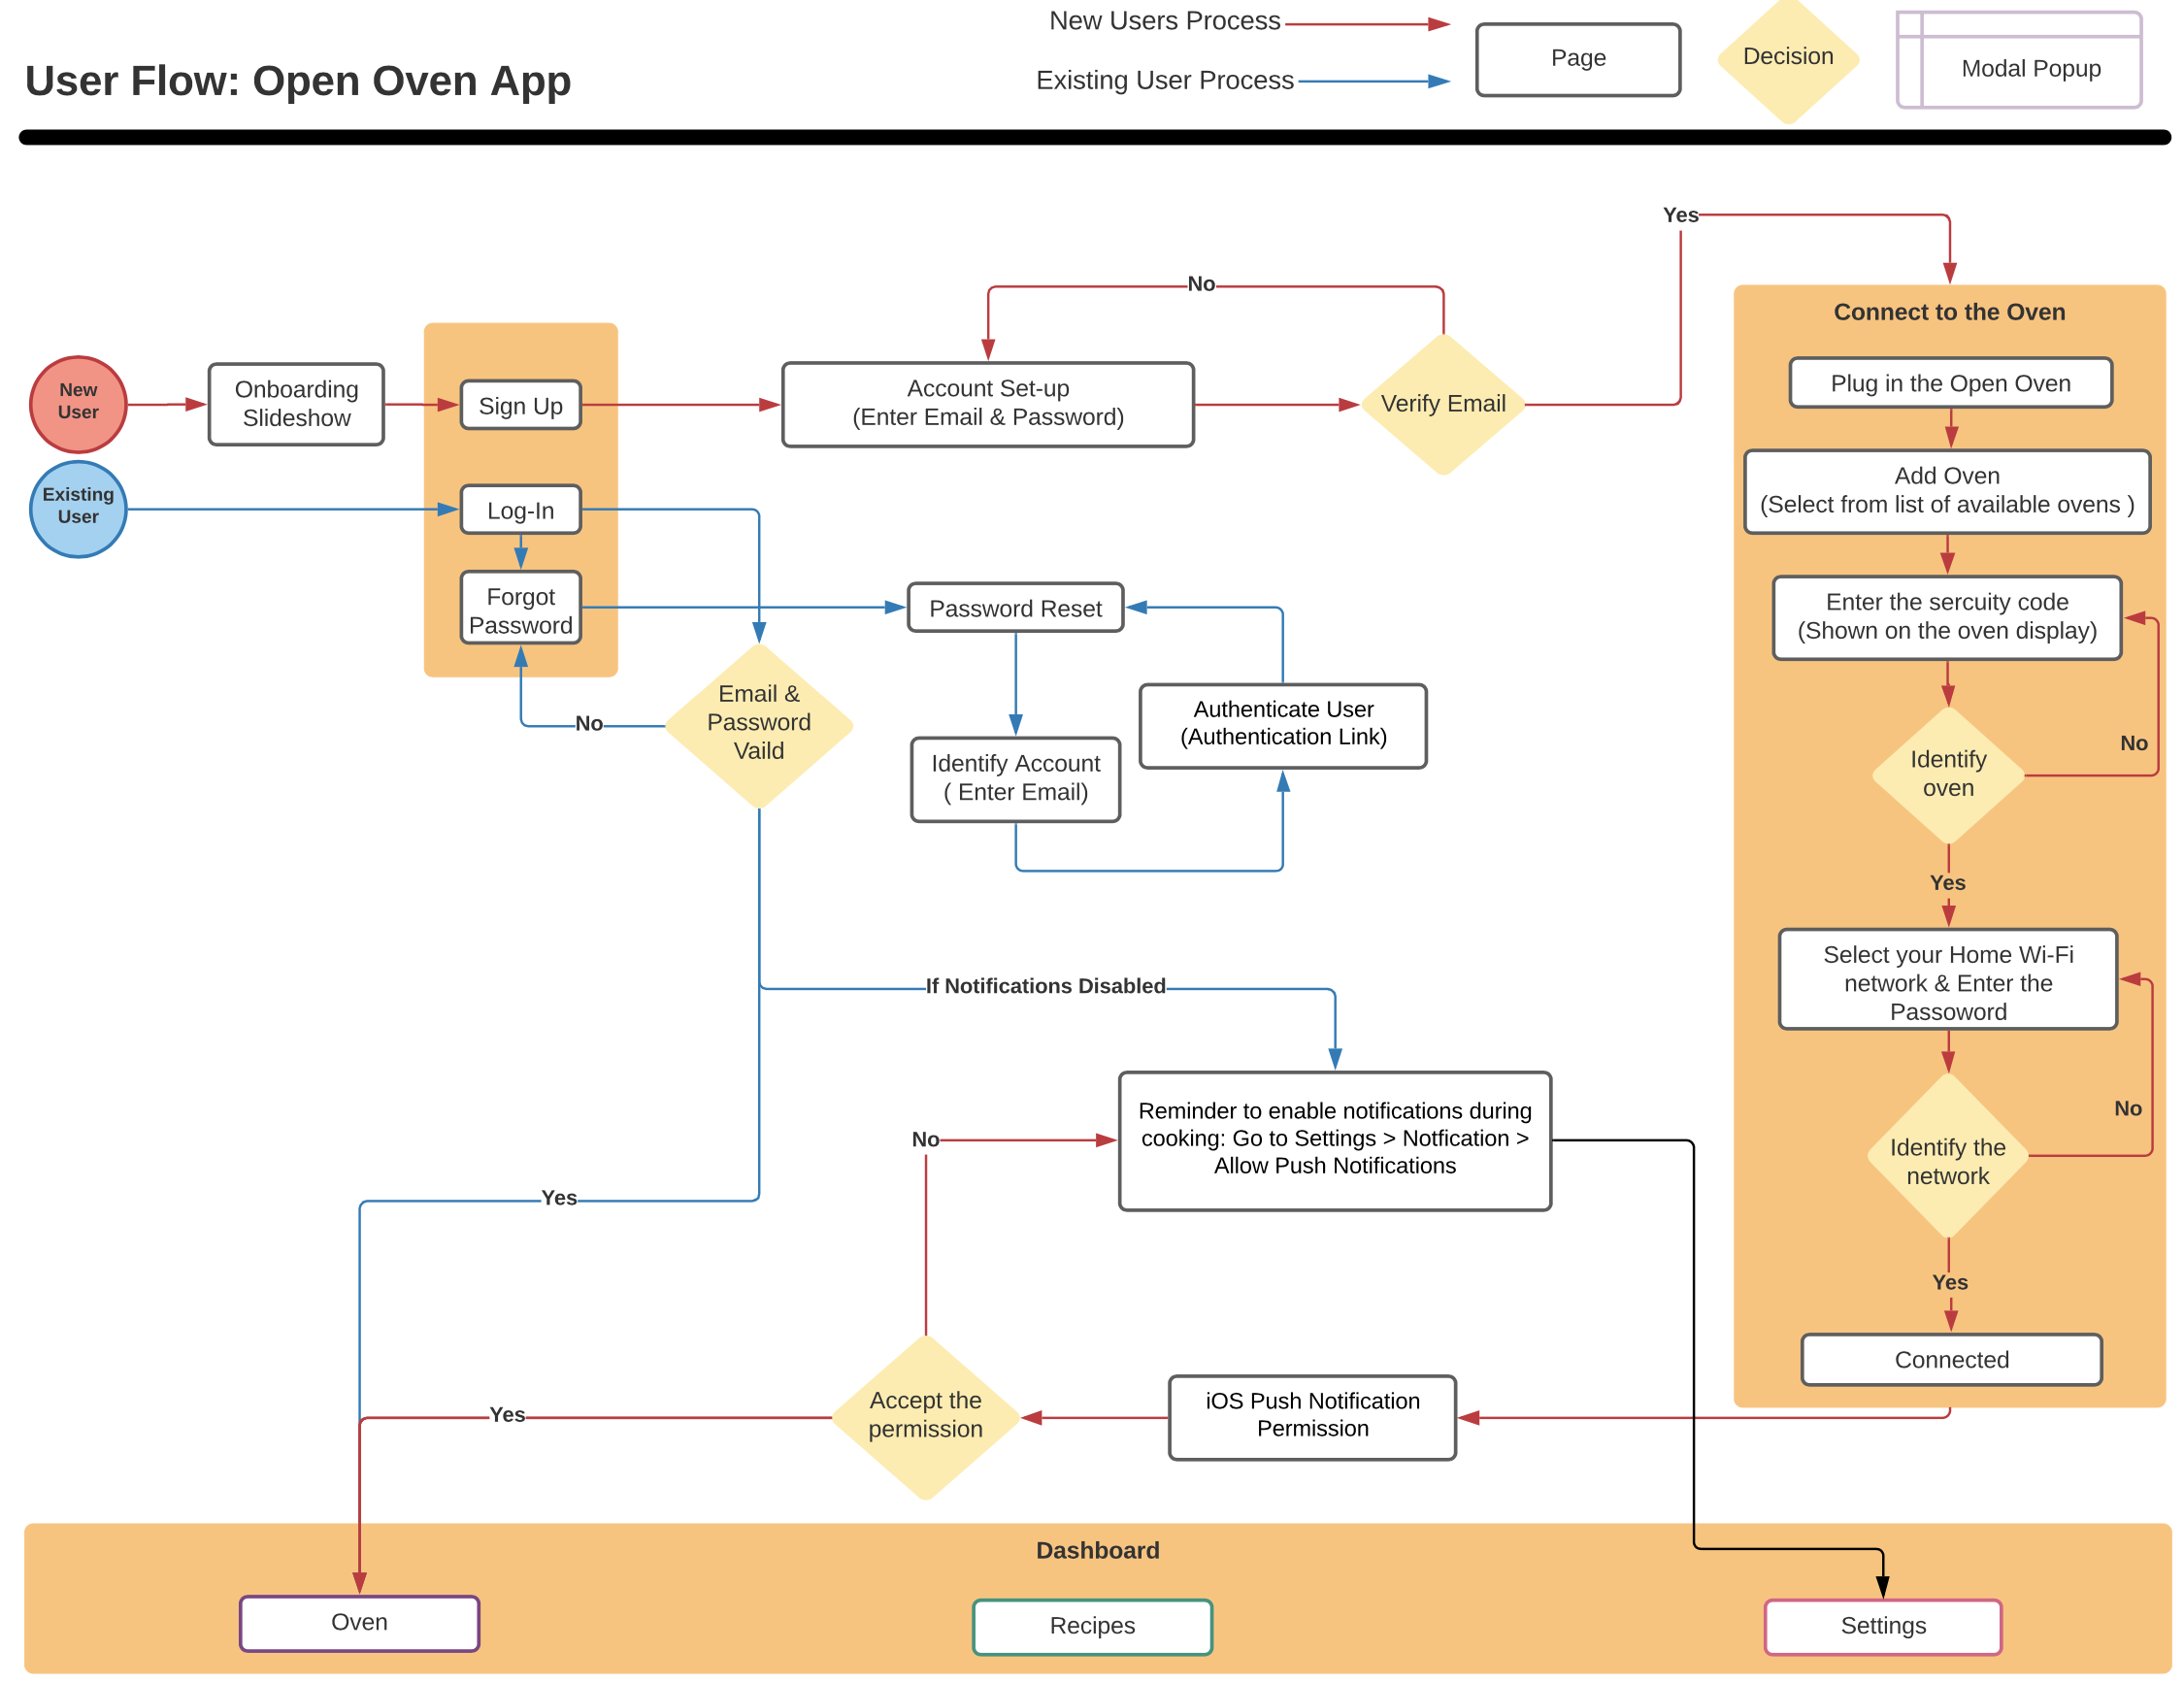 New Users Process
Existing User Process
Page
Decision
Modal Popup
User Flow: Open Oven App
Yes
No
Connect to the Oven
New
User
Onboarding
Slideshow
Sign Up
Account Set-up
(Enter Email & Password)
Verify Email
Plug in the Open Oven
Existing
User
Log-In
Add Oven
(Select from list of available ovens )
Forgot
Password
Password Reset
Enter the sercuity code
(Shown on the oven display)
Email &
Password
Vaild
No
Authenticate User
(Authentication Link)
Identify Account
( Enter Email)
Identify
oven
No
Yes
If Notifications Disabled
Select your Home Wi-Fi
network & Enter the
Passoword
No
Reminder to enable notifications during
cooking: Go to Settings > Notfication >
Allow Push Notifications
Identify the
network
No
Yes
Yes
Connected
Yes
Accept the
permission
iOS Push Notification
Permission
Dashboard
Oven
Recipes
Settings